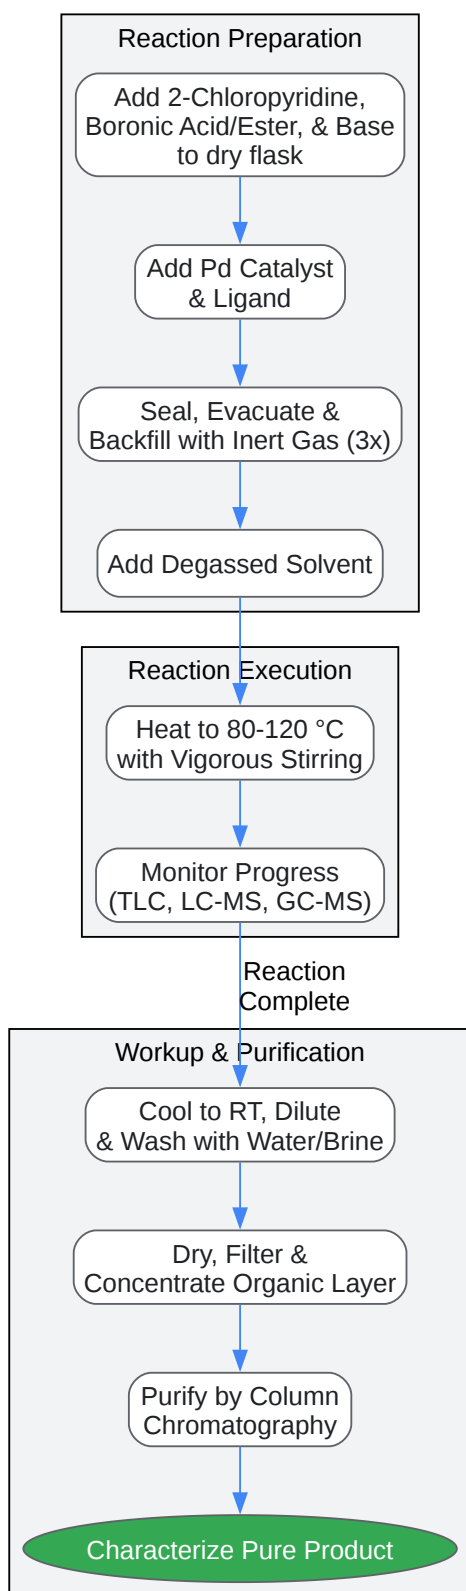 Reaction Preparation
Add 2-Chloropyridine,
Boronic Acid/Ester, & Base
to dry flask
Add Pd Catalyst
& Ligand
Seal, Evacuate &
Backfill with Inert Gas (3x)
Add Degassed Solvent
Reaction Execution
Heat to 80-120 °C
with Vigorous Stirring
Monitor Progress
(TLC, LC-MS, GC-MS)
Reaction
Complete
Workup & Purification
Cool to RT, Dilute
& Wash with Water/Brine
Dry, Filter &
Concentrate Organic Layer
Purify by Column
Chromatography
Characterize Pure Product